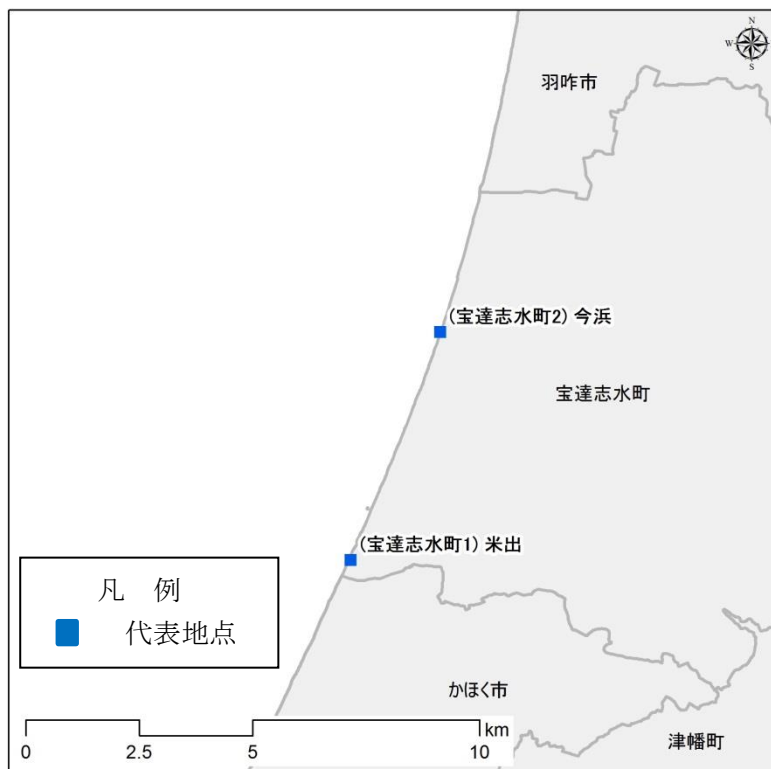 N
W
E
S
羽咋市
(宝達志水町2) 今浜
宝達志水町
(宝達志水町1) 米出
凡 例
代表地点
かほく市
津幡町
km
0 2.5 5 10